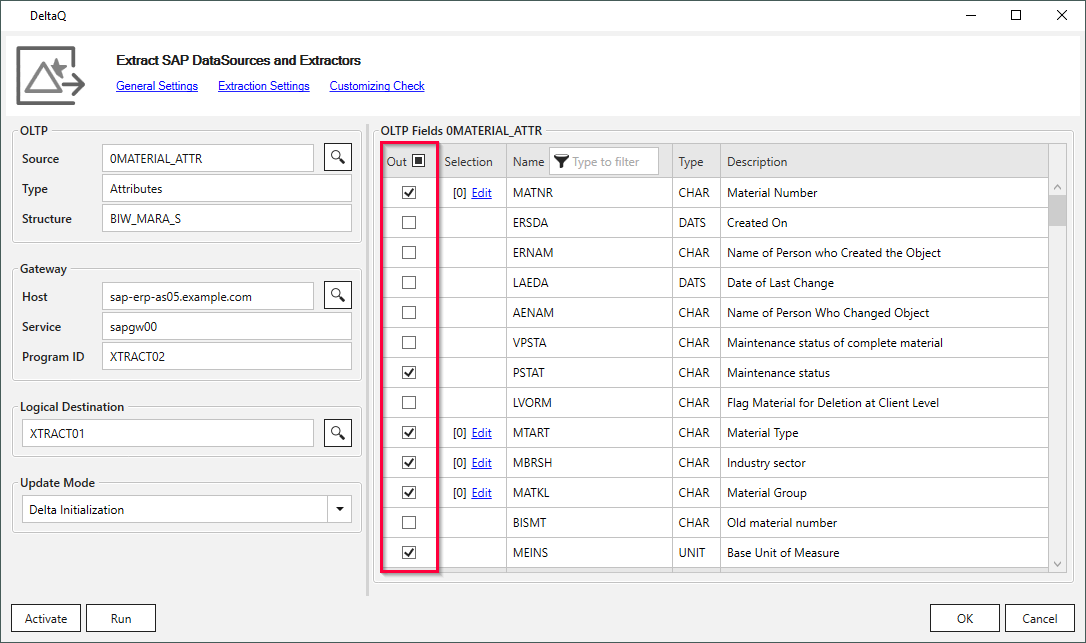 DeltaQ
Extract SAP DataSources and Extractors
General Settings Extraction Settings Customizing Check
OLTP
Source 0MATERIAL_ATTR
Type Attributes
Structure BIW_MARA_S
Gateway
Host sap-erp-as05.example.com
Service sapgw00
Program ID XTRACT02
Logical Destination
XTRACT01
Update Mode
Delta Initialization
OLTP Fields 0MATERIAL_ATTR
Out Selection Name Type to filter Type Description
[0] Edit MATNR CHAR Material Number
ERSDA DATS Created On
ERNAM CHAR Name of Person who Created the Object
LAEDA DATS Date of Last Change
AENAM CHAR Name of Person Who Changed Object
VPSTA CHAR Maintenance status of complete material
PSTAT CHAR Maintenance status
LVORM CHAR Flag Material for Deletion at Client Level
[0] Edit MTART CHAR Material Type
[0] Edit MBRSH CHAR Industry sector
[0] Edit MATKL CHAR Material Group
BISMT CHAR Old material number
MEINS UNIT Base Unit of Measure
Activate Run OK Cancel